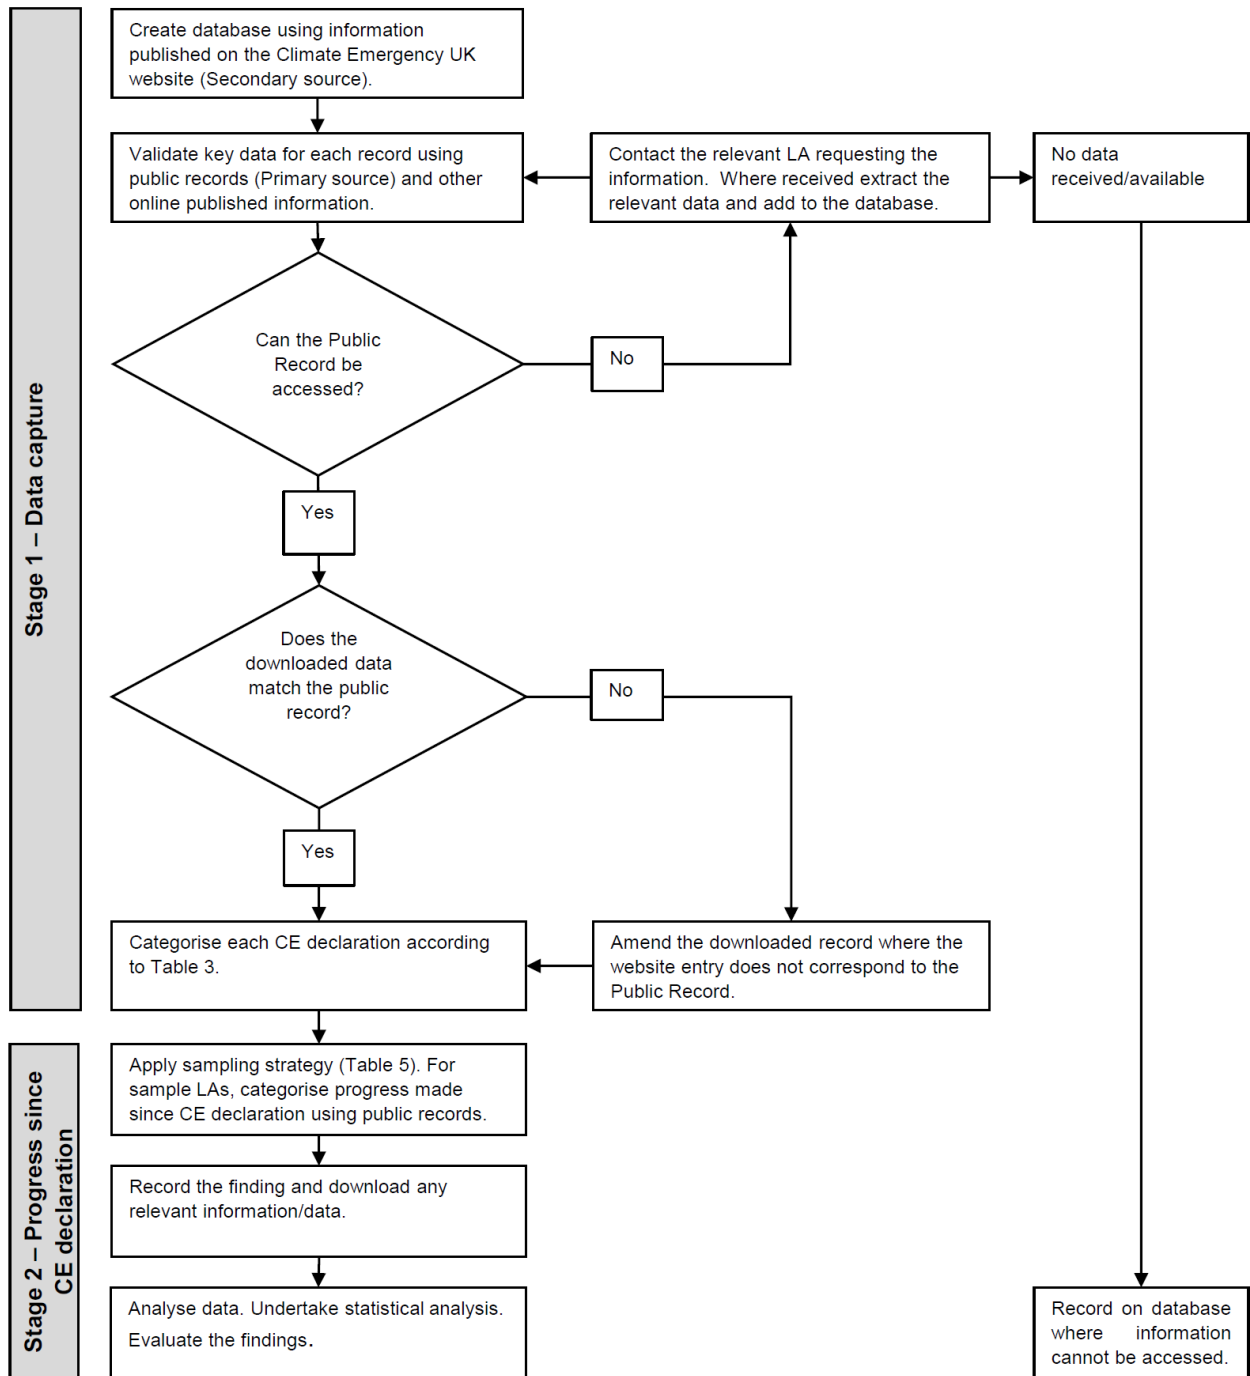 Stage 1 – Data capture
Create database using information
published on the Climate Emergency UK
website (Secondary source).
Validate key data for each record using
public records (Primary source) and other
online published information.
Contact the relevant LA requesting the
information.  Where received extract the
relevant data and add to the database.
No data
received/available
Can the Public
Record be
accessed?
No
Yes
Does the
downloaded data
match the public
record?
No
Yes
Categorise each CE declaration according
to Table 3.
Amend the downloaded record where the
website entry does not correspond to the
Public Record.
Stage 2 – Progress since
CE declaration
Apply sampling strategy (Table 5). For
sample LAs, categorise progress made
since CE declaration using public records.
Record the finding and download any
relevant information/data.
Analyse data. Undertake statistical analysis.
Evaluate the findings.
Record on database
where information
cannot be accessed.